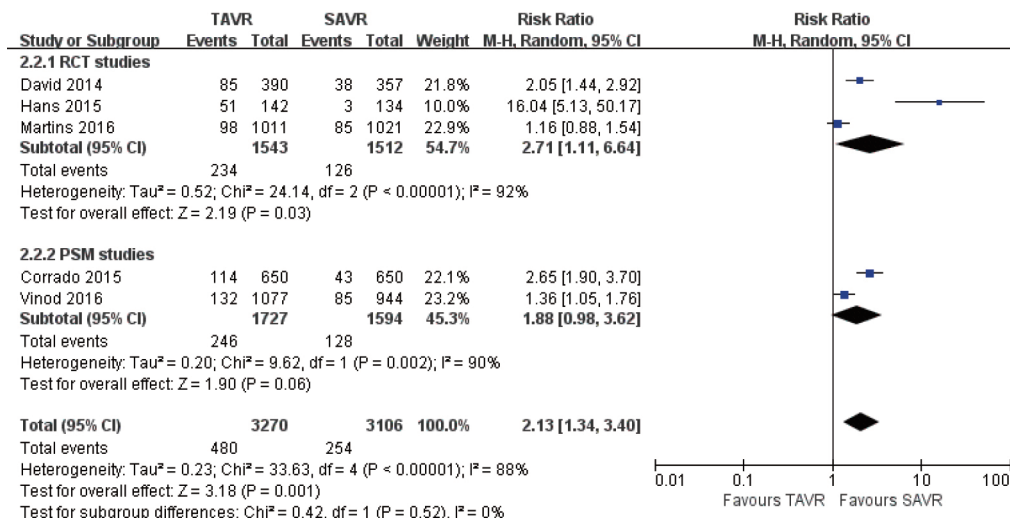 TAVR SAVR Risk Ratio Risk Ratio
Study or Subgroup Events Total Events Total Weight M-H, Random, 95% CI M-H, Random, 95% CI
2.2.1 RCT studies
David 2014 85 390 38 357 21.8% 2.05 [1.44, 2.92]
Hans 2015 51 142 3 134 10.0% 16.04 [5.13, 50.17]
Martins 2016 98 1011 85 1021 22.9% 1.16 [0.88, 1.54]
Subtotal (95% CI) 1543 1512 54.7% 2.71 [1.11, 6.64]
Total events 234 126
Heterogeneity: Tau² = 0.52; Chi² = 24.14, df = 2 (P < 0.00001); I² = 92%
Test for overall effect: Z = 2.19 (P = 0.03)
2.2.2 PSM studies
Corrado 2015 114 650 43 650 22.1% 2.65 [1.90, 3.70]
Vinod 2016 132 1077 85 944 23.2% 1.36 [1.05, 1.76]
Subtotal (95% CI) 1727 1594 45.3% 1.88 [0.98, 3.62]
Total events 246 128
Heterogeneity: Tau² = 0.20; Chi² = 9.62, df = 1 (P = 0.002); I² = 90%
Test for overall effect: Z = 1.90 (P = 0.06)
Total (95% CI) 3270 3106 100.0% 2.13 [1.34, 3.40]
Total events 480 254
Heterogeneity: Tau² = 0.23; Chi² = 33.63, df = 4 (P < 0.00001); I² = 88%
Test for overall effect: Z = 3.18 (P = 0.001)
Test for subgroup differences: Chi² = 0.42, df = 1 (P = 0.52), I² = 0%
0.01 0.1 1 10 100
Favours TAVR Favours SAVR